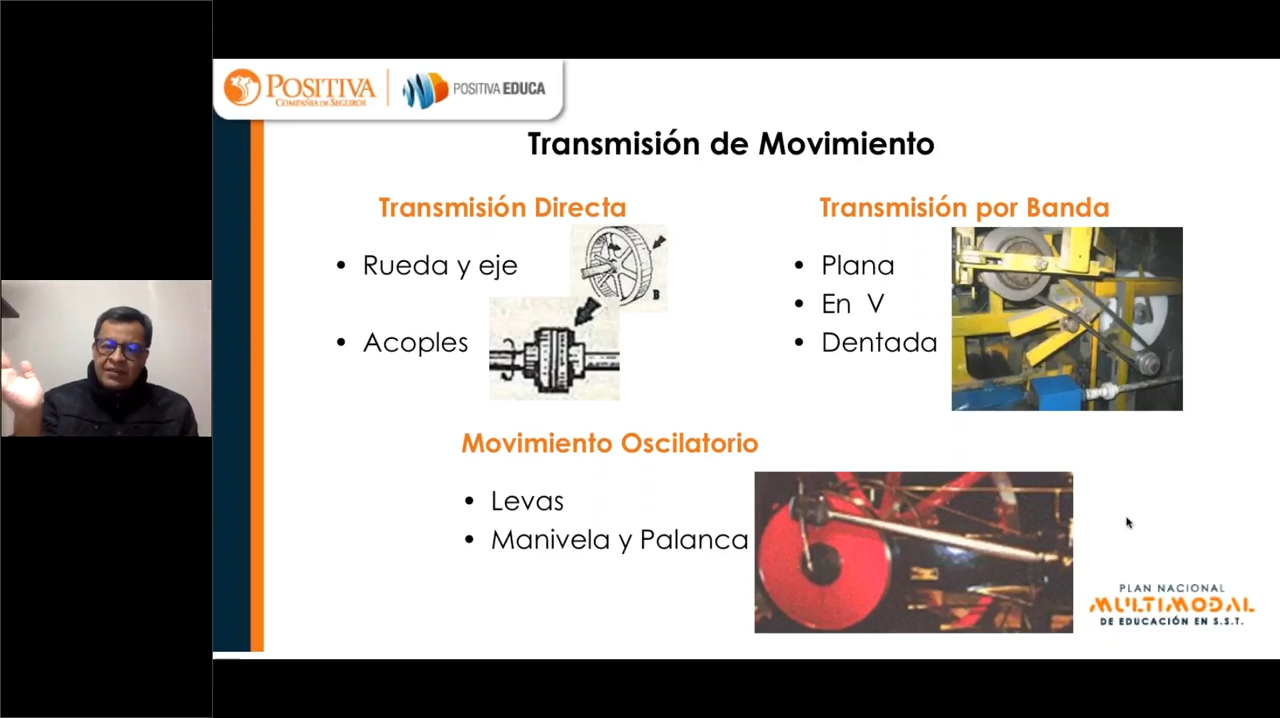 POSITIVA
COMPAÑÍA DE SEGUROS
POSITIVA EDUCA
Transmisión de Movimiento
Transmisión Directa
• Rueda y eje
B
• Acoples
Transmisión por Banda
• Plana
• En V
• Dentada
Movimiento Oscilatorio
• Levas
• Manivela y Palanca
PLAN NACIONAL
MULTIMODAL
DE EDUCACIÓN EN S.S.T.